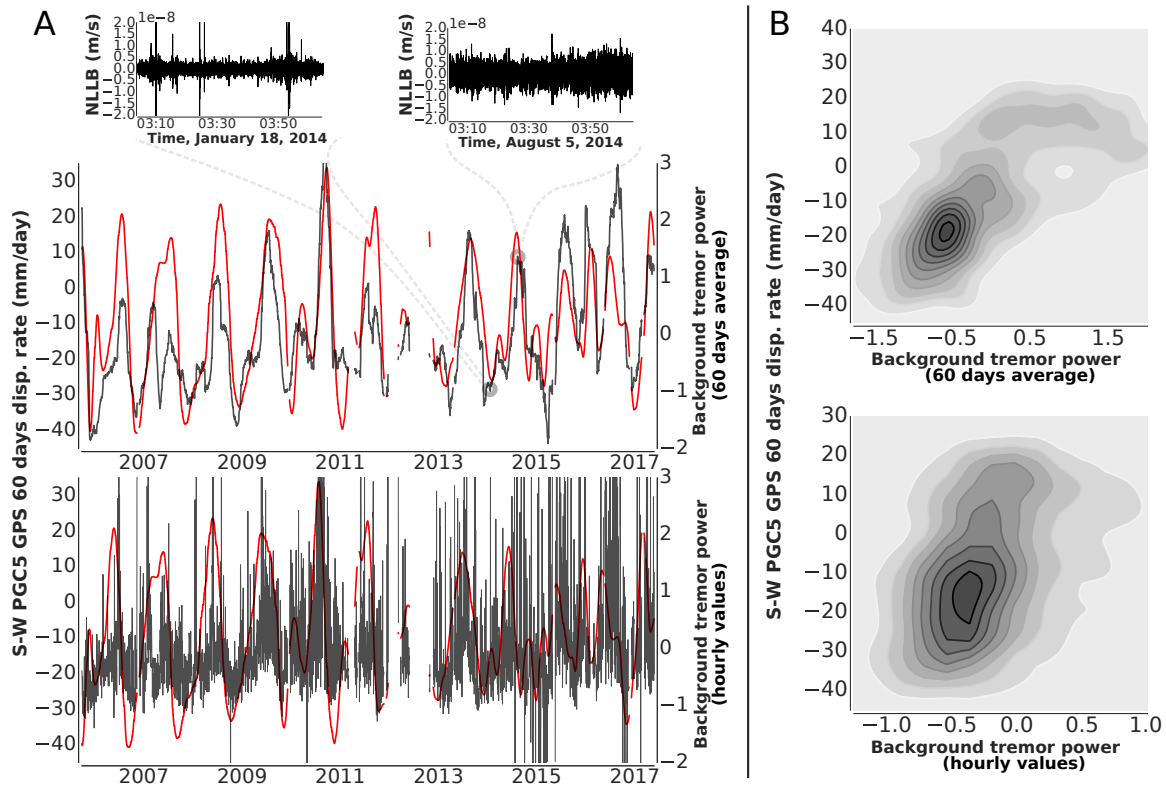 A
1e−8
2.0
1.5
1.0
0.5
0.0
−0.5
−1.0
−1.5
−2.0
NLLB (m/s)
03:10 03:30 03:50
Time, January 18, 2014
1e−8
2.0
1.5
1.0
0.5
0.0
−0.5
−1.0
−1.5
−2.0
NLLB (m/s)
03:10 03:30 03:50
Time, August 5, 2014
S-W PGC5 GPS 60 days disp. rate (mm/day)
30
20
10
0
−10
−20
−30
−40
3
2
1
0
−1
−2
Background tremor power
(60 days average)
2007 2009 2011 2013 2015 2017
30
20
10
0
−10
−20
−30
−40
3
2
1
0
−1
−2
Background tremor power
(hourly values)
2007 2009 2011 2013 2015 2017
B
S-W PGC5 GPS 60 days disp. rate (mm/day)
40
30
20
10
0
−10
−20
−30
−40
−1.5 −0.5 0.5 1.5
Background tremor power
(60 days average)
30
20
10
0
−10
−20
−30
−40
−1.0 −0.5 0.0 0.5 1.0
Background tremor power
(hourly values)